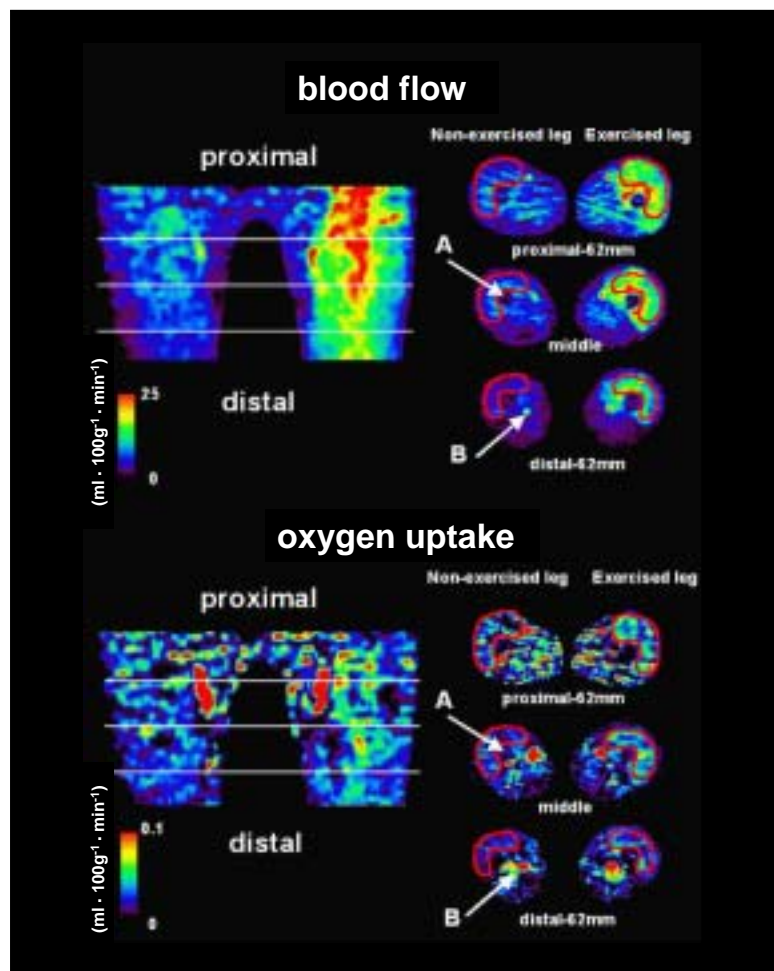 blood flow
Non-exercised leg Exercised leg
proximal
A
proximal-62mm
middle
25
distal
(ml · 100g⁻¹ · min⁻¹)
B
0
distal-62mm
oxygen uptake
Non-exercised leg Exercised leg
proximal
A
proximal-62mm
middle
0.1
distal
(ml · 100g⁻¹ · min⁻¹)
B
0
distal-62mm